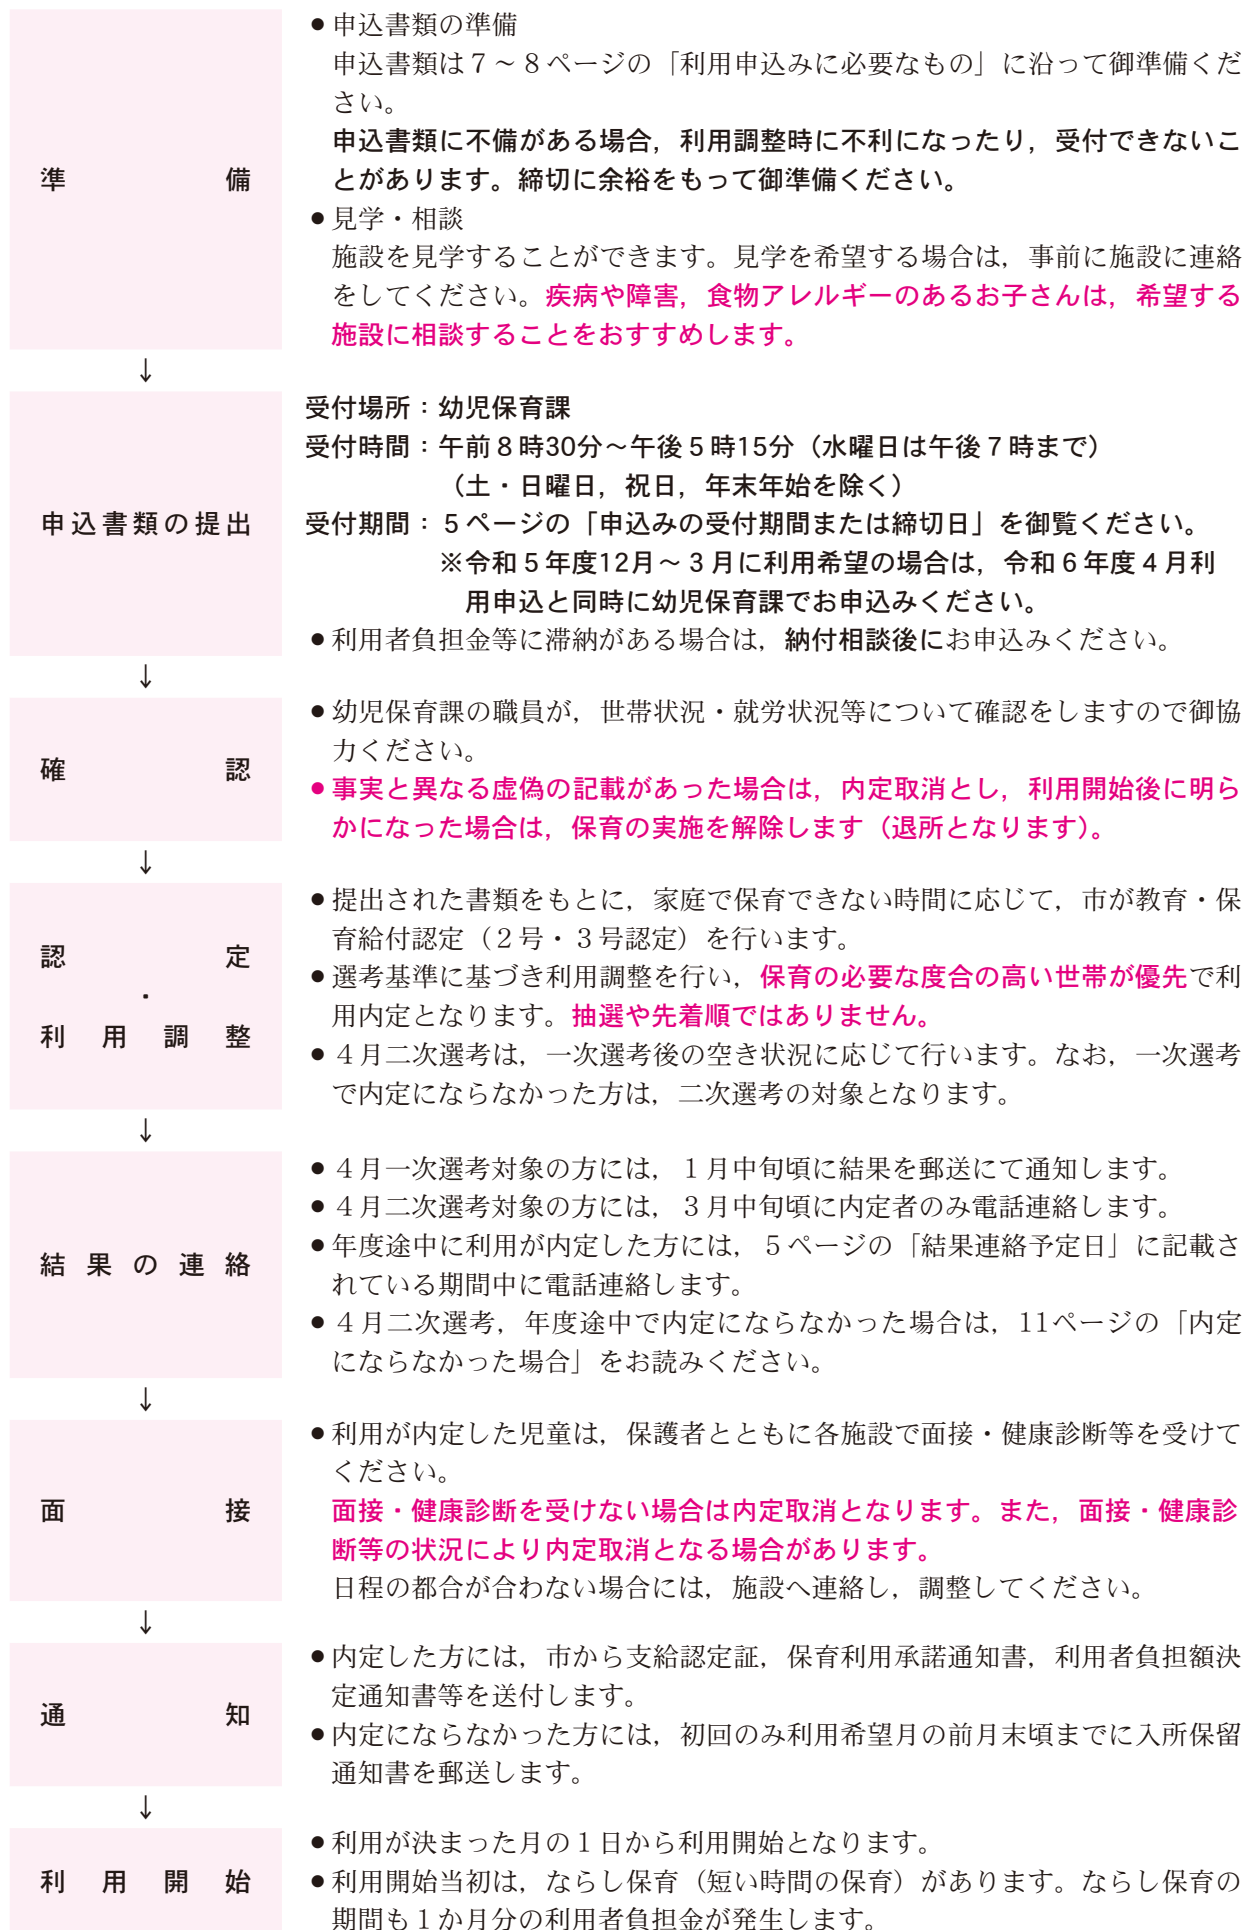 準備
●申込書類の準備
申込書類は７～８ページの「利用申込みに必要なもの」に沿って御準備くだ
さい。
申込書類に不備がある場合，利用調整時に不利になったり，受付できないこ
とがあります。締切に余裕をもって御準備ください。
●見学・相談
施設を見学することができます。見学を希望する場合は，事前に施設に連絡
をしてください。疾病や障害，食物アレルギーのあるお子さんは，希望する
施設に相談することをおすすめします。
↓
申込書類の提出
受付場所：幼児保育課
受付時間：午前８時30分～午後５時15分（水曜日は午後７時まで）
（土・日曜日，祝日，年末年始を除く）
受付期間：５ページの「申込みの受付期間または締切日」を御覧ください。
※令和５年度12月～３月に利用希望の場合は，令和６年度４月利
用申込と同時に幼児保育課でお申込みください。
●利用者負担金等に滞納がある場合は，納付相談後にお申込みください。
↓
確認
●幼児保育課の職員が，世帯状況・就労状況等について確認をしますので御協
力ください。
●事実と異なる虚偽の記載があった場合は，内定取消とし，利用開始後に明ら
かになった場合は，保育の実施を解除します（退所となります）。
↓
認定
・
利用調整
●提出された書類をもとに，家庭で保育できない時間に応じて，市が教育・保
育給付認定（２号・３号認定）を行います。
●選考基準に基づき利用調整を行い，保育の必要な度合の高い世帯が優先で利
用内定となります。抽選や先着順ではありません。
●４月二次選考は，一次選考後の空き状況に応じて行います。なお，一次選考
で内定にならなかった方は，二次選考の対象となります。
↓
結果の連絡
●４月一次選考対象の方には，１月中旬頃に結果を郵送にて通知します。
●４月二次選考対象の方には，３月中旬頃に内定者のみ電話連絡します。
●年度途中に利用が内定した方には，５ページの「結果連絡予定日」に記載さ
れている期間中に電話連絡します。
●４月二次選考，年度途中で内定にならなかった場合は，11ページの「内定
にならなかった場合」をお読みください。
↓
面接
●利用が内定した児童は，保護者とともに各施設で面接・健康診断等を受けて
ください。
面接・健康診断を受けない場合は内定取消となります。また，面接・健康診
断等の状況により内定取消となる場合があります。
日程の都合が合わない場合には，施設へ連絡し，調整してください。
↓
通知
●内定した方には，市から支給認定証，保育利用承諾通知書，利用者負担額決
定通知書等を送付します。
●内定にならなかった方には，初回のみ利用希望月の前月末頃までに入所保留
通知書を郵送します。
↓
利用開始
●利用が決まった月の１日から利用開始となります。
●利用開始当初は，ならし保育（短い時間の保育）があります。ならし保育の
期間も１か月分の利用者負担金が発生します。